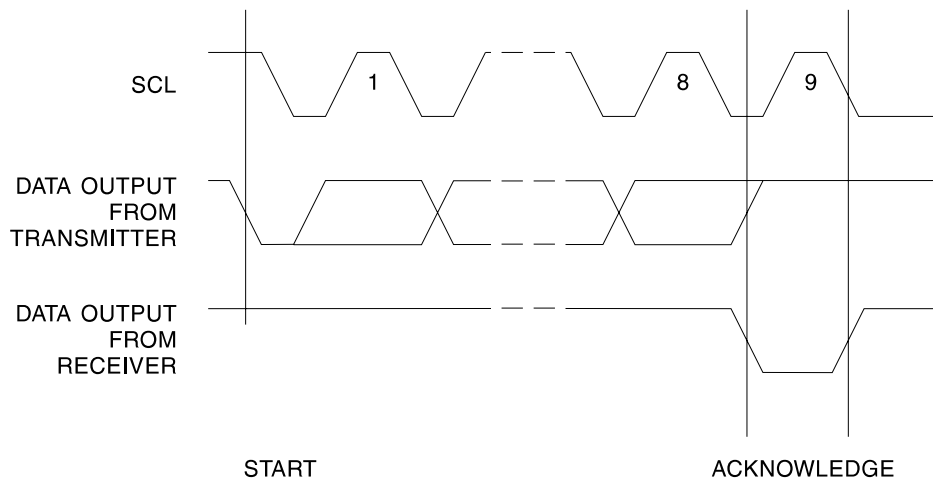 SCL
1
8
9
DATA OUTPUT
FROM
TRANSMITTER
DATA OUTPUT
FROM
RECEIVER
START
ACKNOWLEDGE